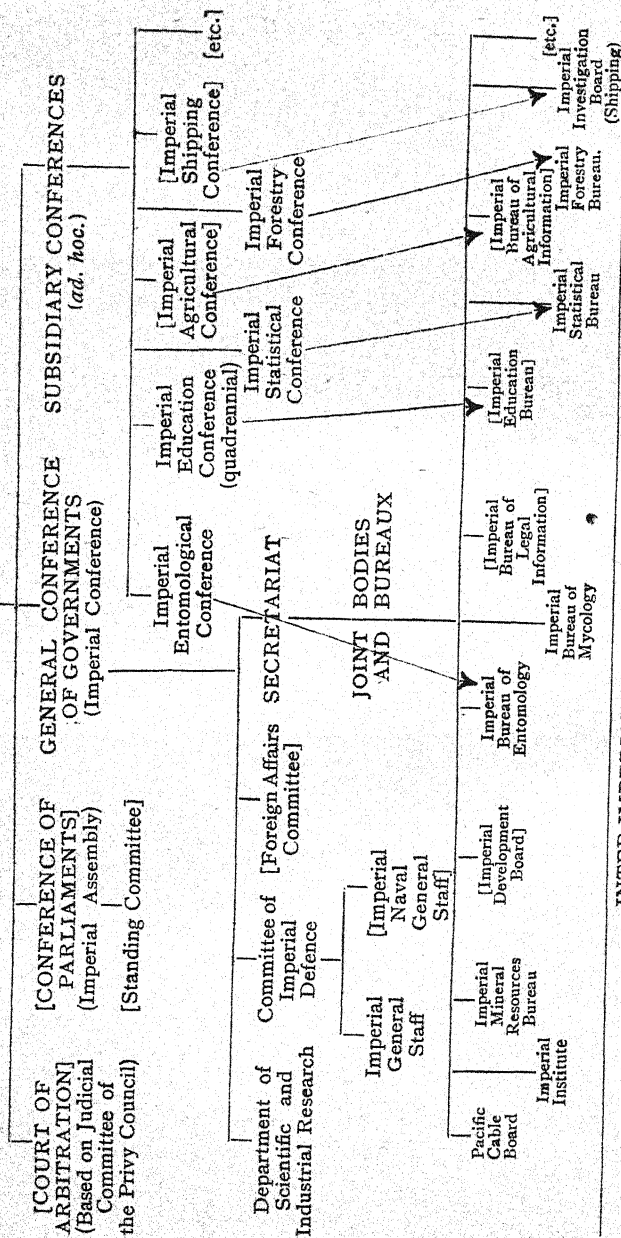 [COURT OF
ARBITRATION]
(Based on Judicial
Committee of
the Privy Council)
[CONFERENCE OF
PARLIAMENTS]
(Imperial Assembly)
[Standing Committee]
GENERAL CONFERENCE
OF GOVERNMENTS
(Imperial Conference)
SUBSIDIARY CONFERENCES
(ad. hoc.)
Imperial
Entomological
Conference
Imperial
Education
Conference
(quadrennial)
Imperial
Statistical
Conference
[Imperial
Agricultural
Conference]
Imperial
Forestry
Conference
[Imperial
Shipping
Conference]
[etc.]
Department of
Scientific and
Industrial Research
Committee of
Imperial
Defence
[Foreign Affairs
Committee]
SECRETARIAT
Imperial
General
Staff
[Imperial
Naval
General
Staff]
JOINT BODIES
AND BUREAUX
Pacific
Cable
Board
Imperial
Institute
Imperial
Mineral
Resources
Bureau
[Imperial
Development
Board]
Imperial
Bureau of
Entomology
Imperial
Bureau of
Mycology
[Imperial
Bureau of
Legal
Information]
[Imperial
Education
Bureau]
Imperial
Statistical
Bureau
[Imperial
Bureau of
Agricultural
Information]
Imperial
Forestry
Bureau.
Imperial
Investigation
Board
(Shipping)
[etc.]